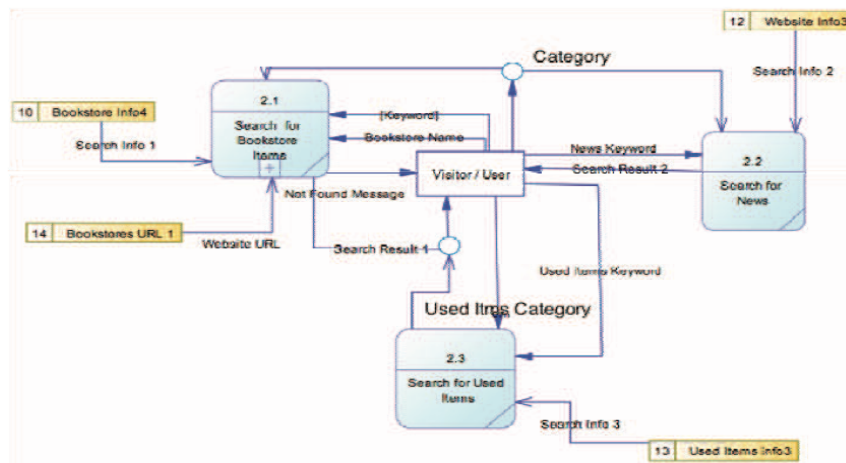 12 Website Info3
Category
Search Info 2
2.1
Search for
Bookstore
Items
10 Bookstore Info4
[Keyword]
Bookstore Name
Search Info 1
News Keyword
2.2
Search for
News
Visitor / User
Search Result 2
Not Found Message
14 Bookstores URL 1
Website URL
Search Result 1
Used Items Keyword
Used Itms Category
2.3
Search for Used
Items
Search Info 3
13 Used Items Info3